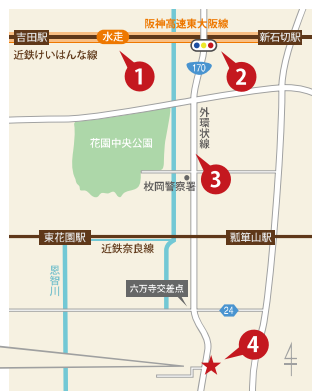 阪神高速東大阪線
吉田駅
水走
新石切駅
近鉄けいはんな線
1
170
2
外環状線
花園中央公園
3
枚岡警察署
東花園駅
瓢箪山駅
近鉄奈良線
恩智川
六万寺交差点
24
4